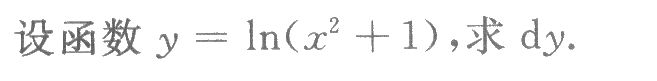 设函数 y = ln(x² + 1),求 dy.